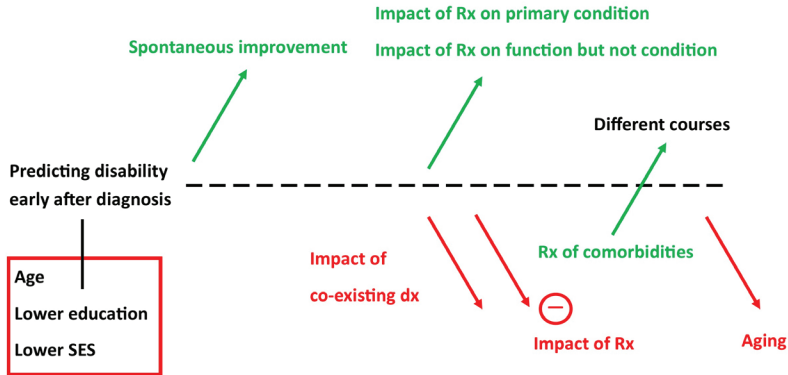 Impact of Rx on primary condition
Spontaneous improvement
Impact of Rx on function but not condition
Different courses
Predicting disability
early after diagnosis
Impact of
co-existing dx
Rx of comorbidities
Age
Lower education
Lower SES
−
Impact of Rx
Aging